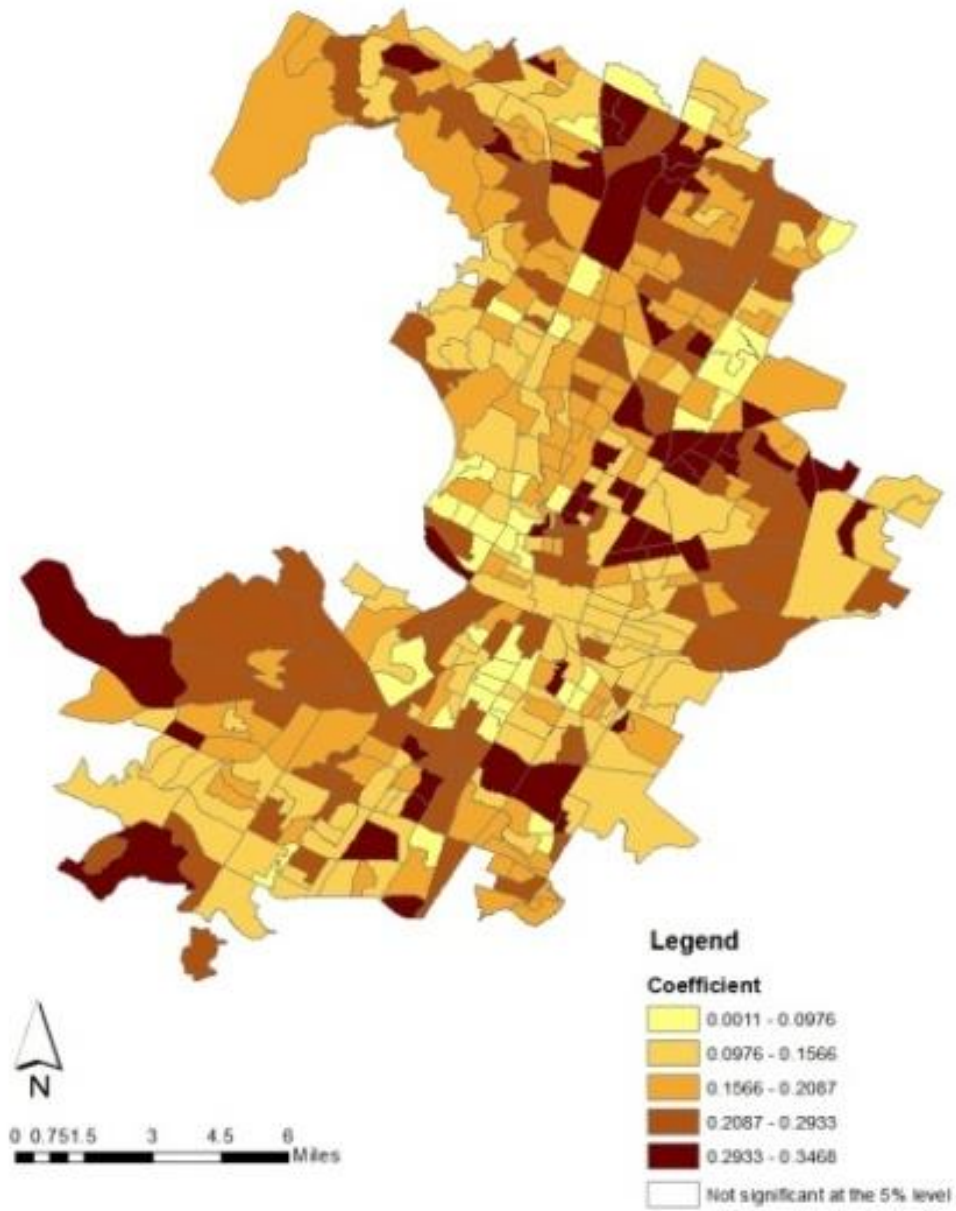 Legend
Coefficient
0.0011 - 0.0976
0.0976 - 0.1566
0.1566 - 0.2087
0.2087 - 0.2933
0.2933 - 0.3468
Not significant at the 5% level
N
0 0.751.5 3 4.5 6
Miles